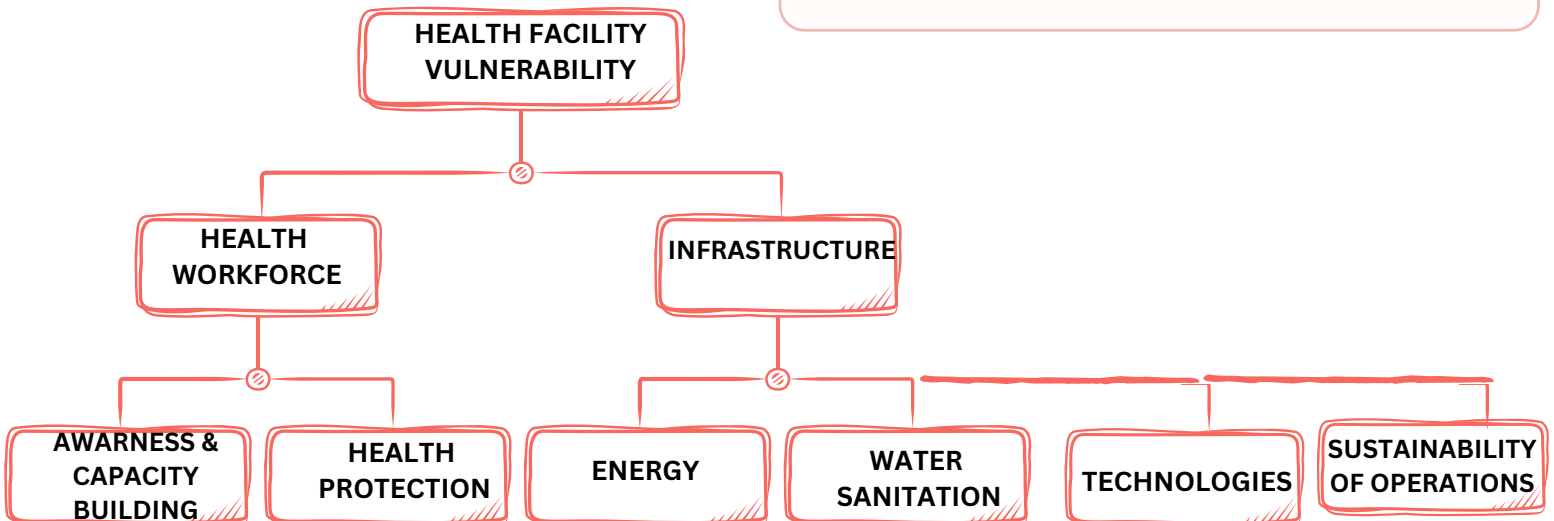 HEALTH FACILITY
VULNERABILITY
HEALTH
WORKFORCE
INFRASTRUCTURE
AWARNESS &
CAPACITY
BUILDING
HEALTH
PROTECTION
ENERGY
WATER
SANITATION
TECHNOLOGIES
SUSTAINABILITY
OF OPERATIONS